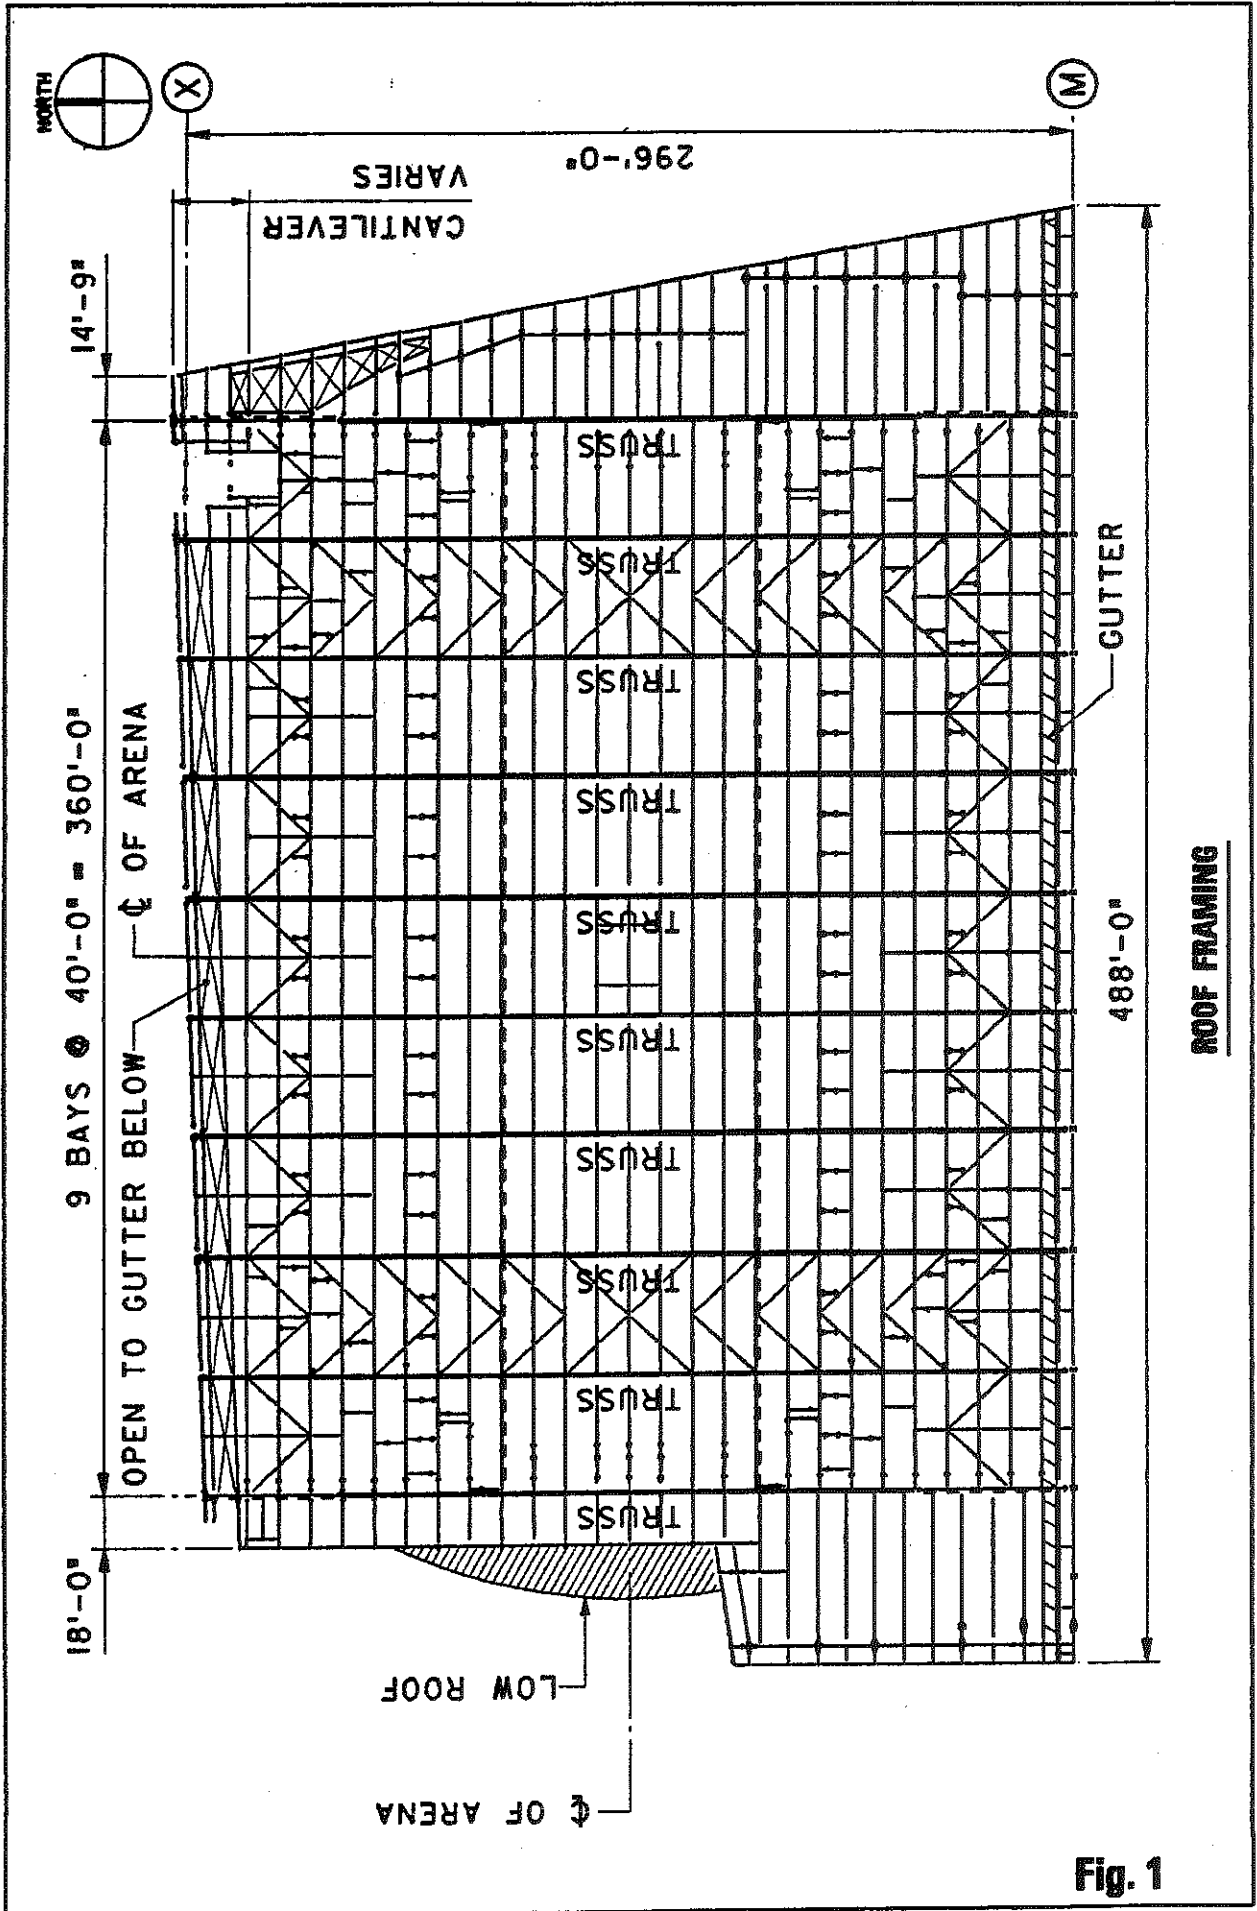 NORTH
X
M
296'-0"
CANTILEVER
VARIES
14'-9"
9 BAYS @ 40'-0" = 360'-0"
℄ OF ARENA
OPEN TO GUTTER BELOW
18'-0"
TRUSS
TRUSS
TRUSS
TRUSS
TRUSS
TRUSS
TRUSS
TRUSS
TRUSS
TRUSS
GUTTER
488'-0"
LOW ROOF
℄ OF ARENA
ROOF FRAMING
Fig. 1